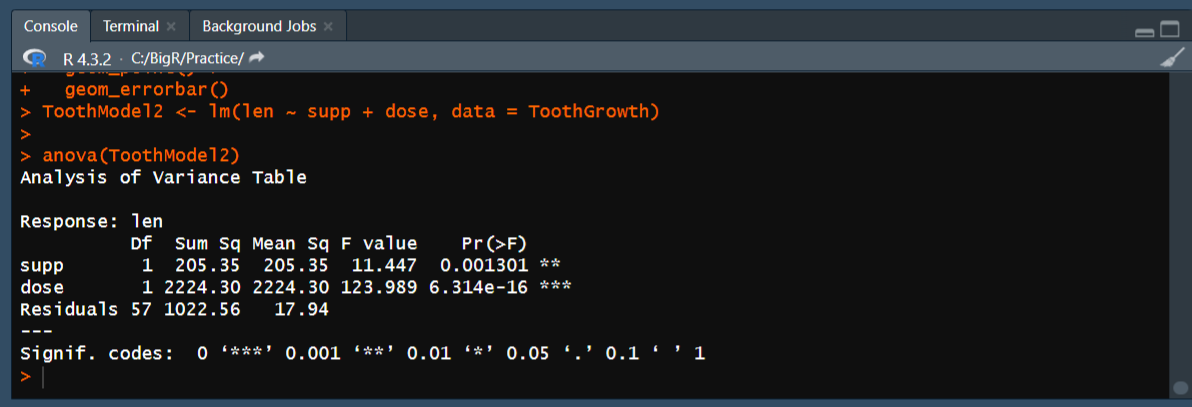 Console Terminal × Background Jobs ×
R 4.3.2 · C:/BigR/Practice/
+   geom_errorbar()
> ToothModel2 <- lm(len ~ supp + dose, data = ToothGrowth)
>
> anova(ToothModel2)
Analysis of Variance Table
Response: len
          Df  Sum Sq Mean Sq F value    Pr(>F)
supp       1  205.35  205.35  11.447  0.001301 **
dose       1 2224.30 2224.30 123.989 6.314e-16 ***
Residuals 57 1022.56   17.94
---
Signif. codes:  0 ‘***’ 0.001 ‘**’ 0.01 ‘*’ 0.05 ‘.’ 0.1 ‘ ’ 1
>